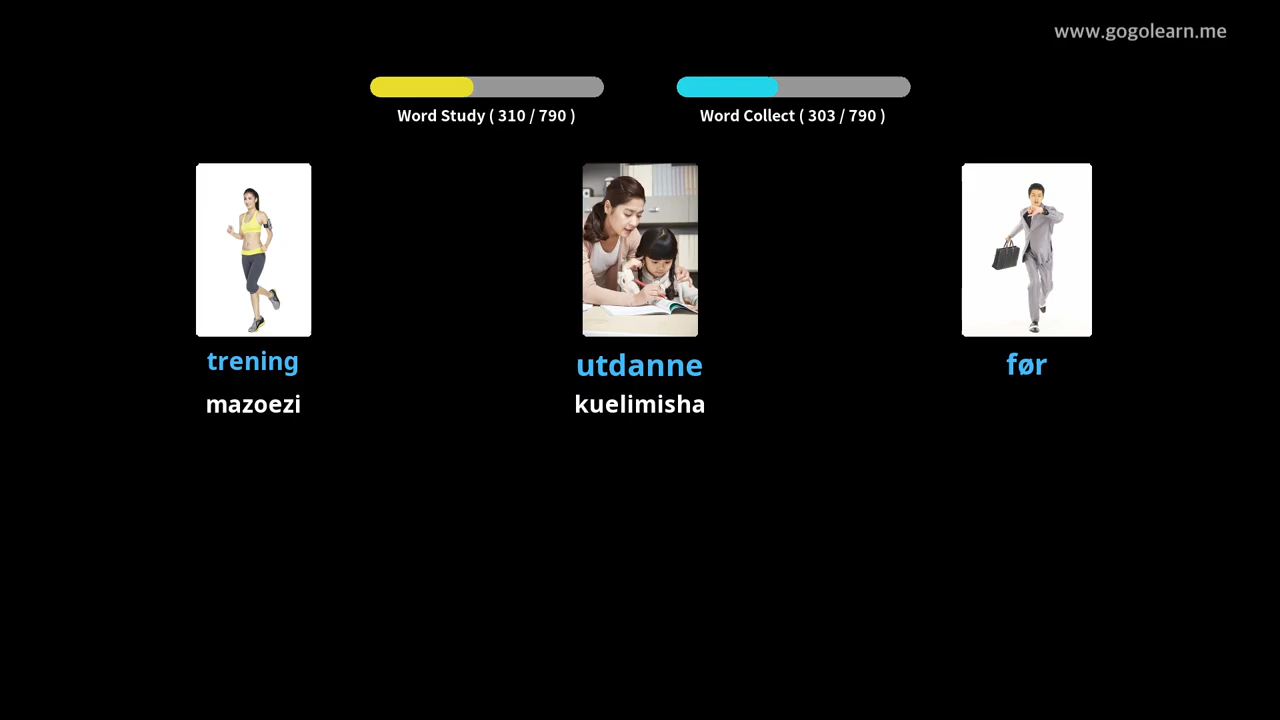 www.gogolearn.me
Word Study ( 310 / 790 )
Word Collect ( 303 / 790 )
trening
utdanne
før
mazoezi
kuelimisha